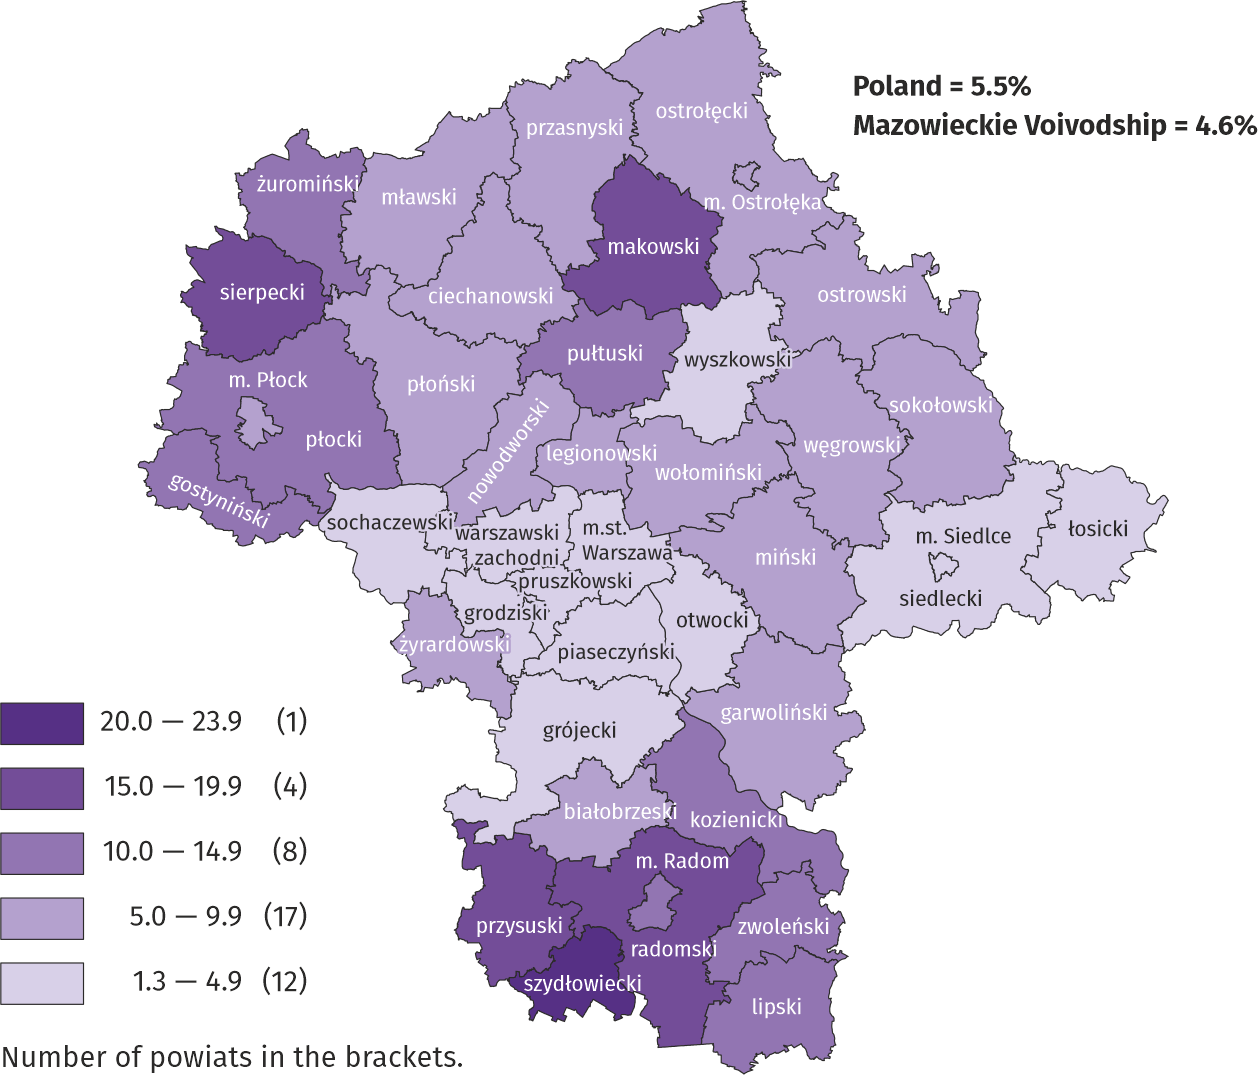 Poland = 5.5%
Mazowieckie Voivodship = 4.6%
ostrołęcki
przasnyski
żuromiński
mławski
m. Ostrołęka
makowski
sierpecki
ciechanowski
ostrowski
pułtuski
wyszkowski
m. Płock
płoński
sokołowski
płocki
nowodworski
legionowski
węgrowski
wołomiński
gostyniński
sochaczewski
warszawski
zachodni
m.st.
Warszawa
łosicki
m. Siedlce
miński
pruszkowski
siedlecki
grodziski
otwocki
żyrardowski
piaseczyński
garwoliński
grójecki
białobrzeski
kozienicki
m. Radom
przysuski
zwoleński
radomski
szydłowiecki
lipski
20.0 — 23.9 (1)
15.0 — 19.9 (4)
10.0 — 14.9 (8)
5.0 — 9.9 (17)
1.3 — 4.9 (12)
Number of powiats in the brackets.